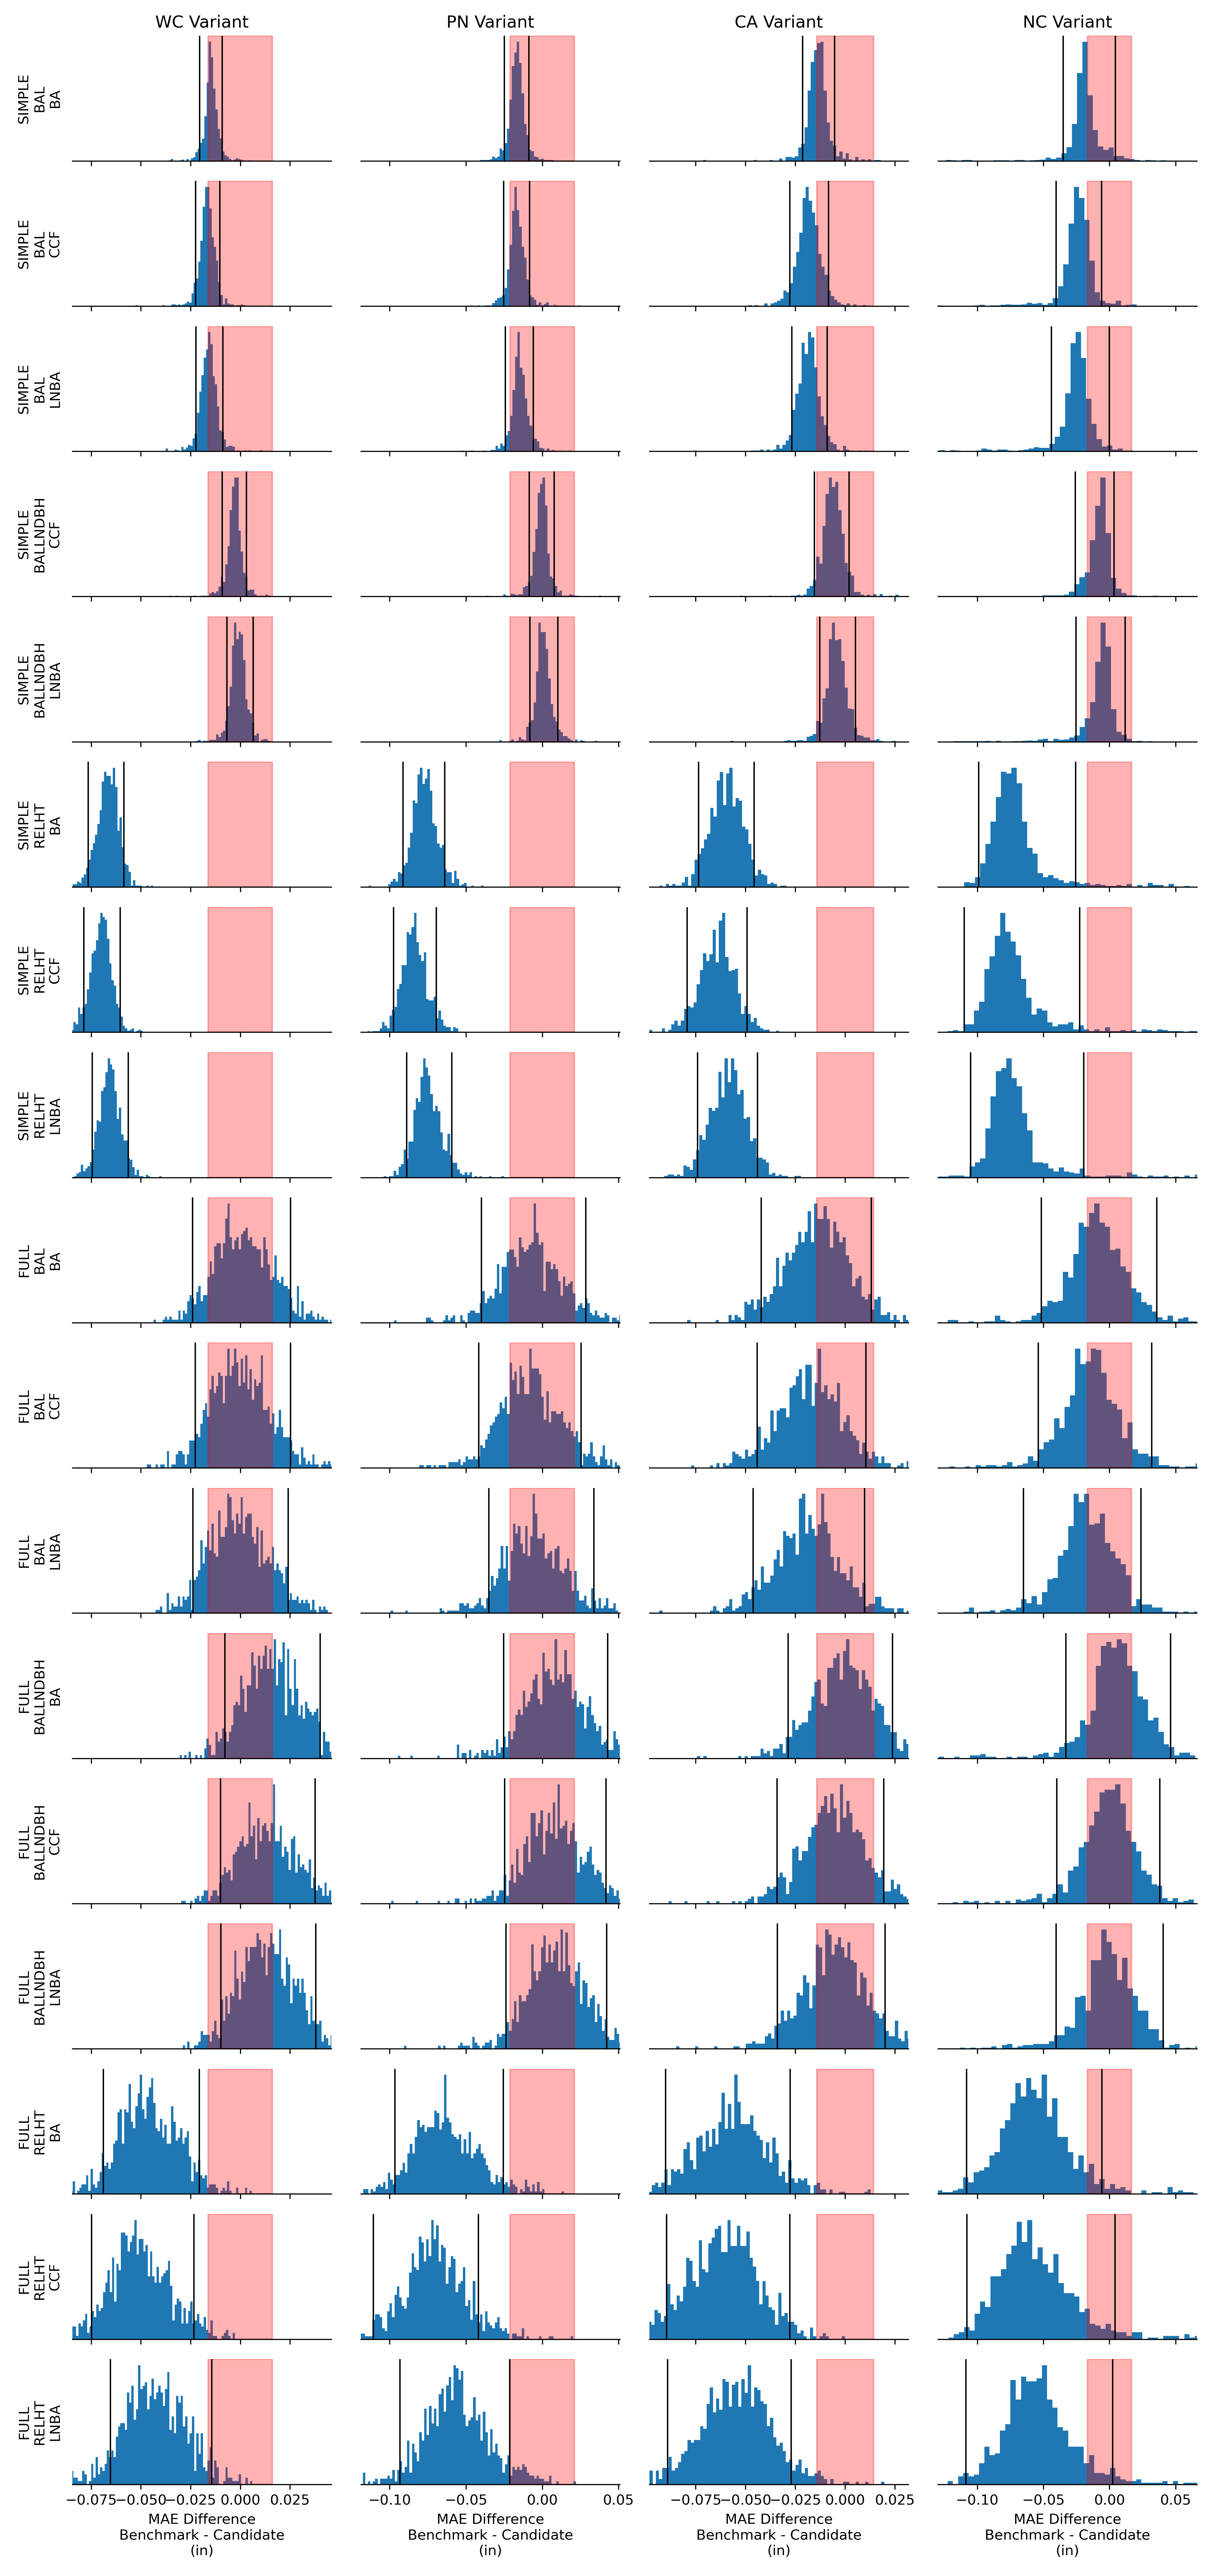 WC Variant PN Variant CA Variant NC Variant
SIMPLE
BAL
BA
SIMPLE
BAL
CCF
SIMPLE
BAL
LNBA
SIMPLE
BALLNDBH
CCF
SIMPLE
BALLNDBH
LNBA
SIMPLE
RELHT
BA
SIMPLE
RELHT
CCF
SIMPLE
RELHT
LNBA
FULL
BAL
BA
FULL
BAL
CCF
FULL
BAL
LNBA
FULL
BALLNDBH
BA
FULL
BALLNDBH
CCF
FULL
BALLNDBH
LNBA
FULL
RELHT
BA
FULL
RELHT
CCF
FULL
RELHT
LNBA
−0.075 −0.050 −0.025 0.000 0.025 −0.10 −0.05 0.00 0.05 −0.075 −0.050 −0.025 0.000 0.025 −0.10 −0.05 0.00 0.05
MAE Difference MAE Difference MAE Difference MAE Difference
Benchmark - Candidate Benchmark - Candidate Benchmark - Candidate Benchmark - Candidate
(in) (in) (in) (in)